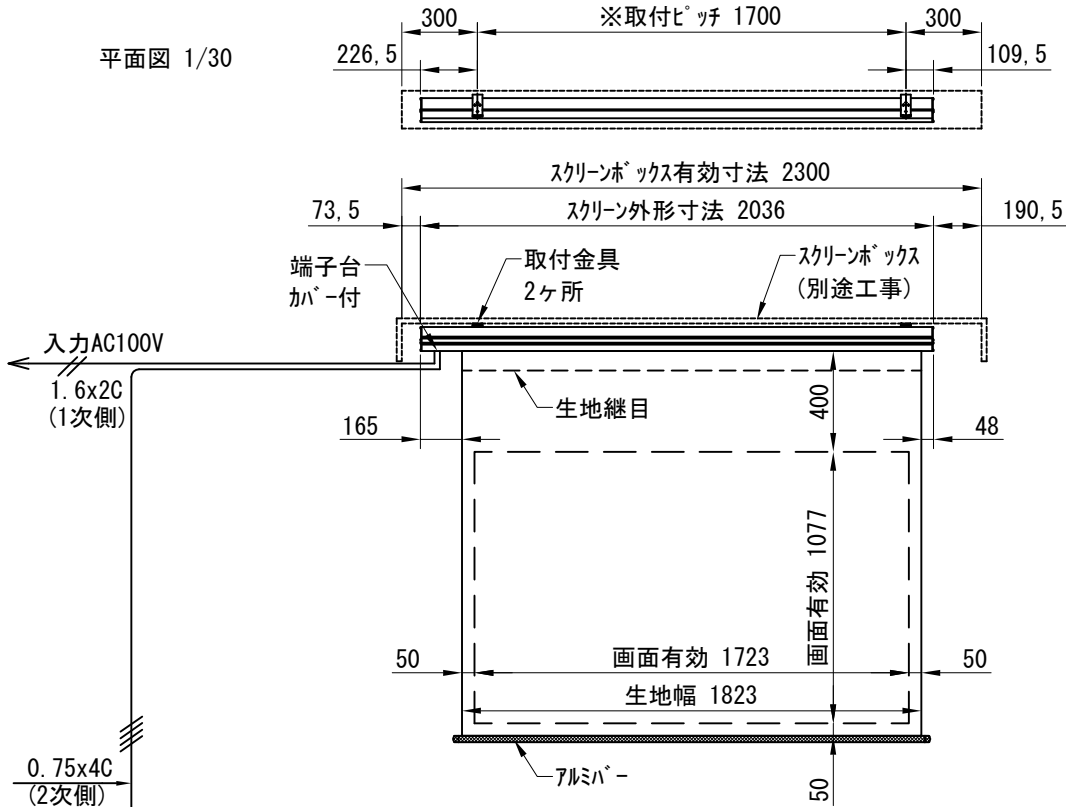 300
※取付ﾋﾟｯﾁ 1700
300
平面図 1/30
226,5
109,5
ｽｸﾘｰﾝﾎﾞｯｸｽ有効寸法 2300
73,5
ｽｸﾘｰﾝ外形寸法 2036
190,5
端子台
ｶﾊﾞｰ付
取付金具
2ヶ所
ｽｸﾘｰﾝﾎﾞｯｸｽ
(別途工事)
入力AC100V
1.6x2C
(1次側)
生地継目
400
165
48
画面有効 1077
50
画面有効 1723
50
生地幅 1823
ｱﾙﾐﾊﾞｰ
50
0.75x4C
(2次側)